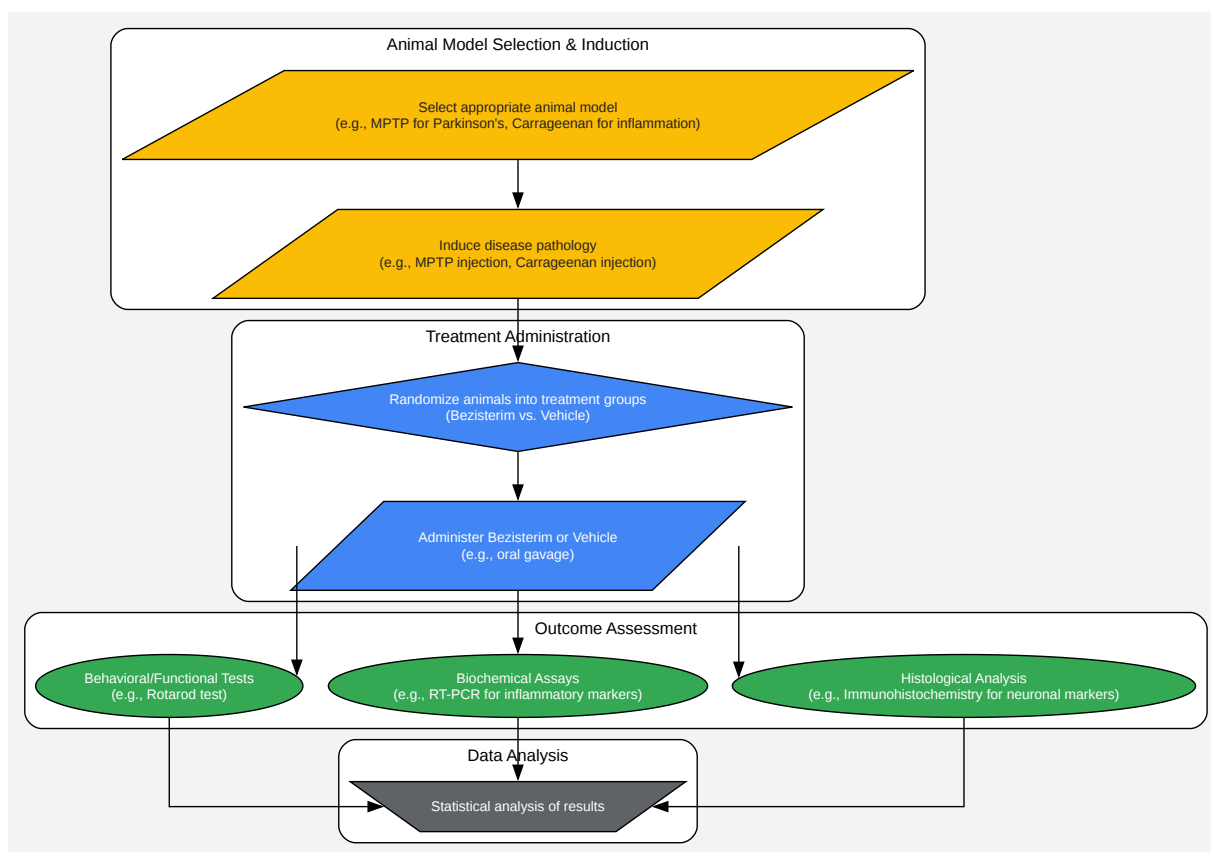 Animal Model Selection & Induction
Select appropriate animal model
(e.g., MPTP for Parkinson's, Carrageenan for inflammation)
Induce disease pathology
(e.g., MPTP injection, Carrageenan injection)
Treatment Administration
Randomize animals into treatment groups
(Bezisterim vs. Vehicle)
Administer Bezisterim or Vehicle
(e.g., oral gavage)
Outcome Assessment
Behavioral/Functional Tests
(e.g., Rotarod test)
Biochemical Assays
(e.g., RT-PCR for inflammatory markers)
Histological Analysis
(e.g., Immunohistochemistry for neuronal markers)
Data Analysis
Statistical analysis of results